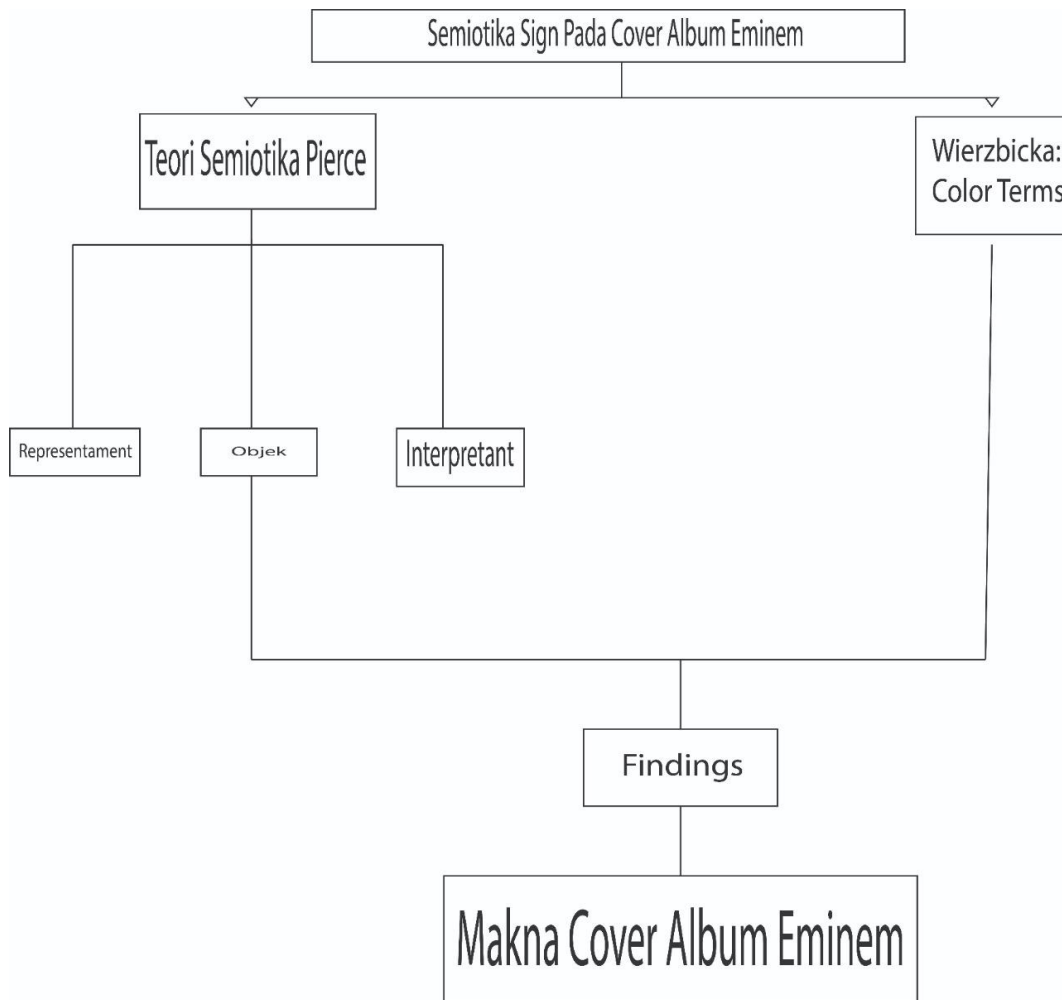 Semiotika Sign Pada Cover Album Eminem
Teori Semiotika Pierce
Wierzbicka:
Color Terms
Representament
Objek
Interpretant
Findings
Makna Cover Album Eminem